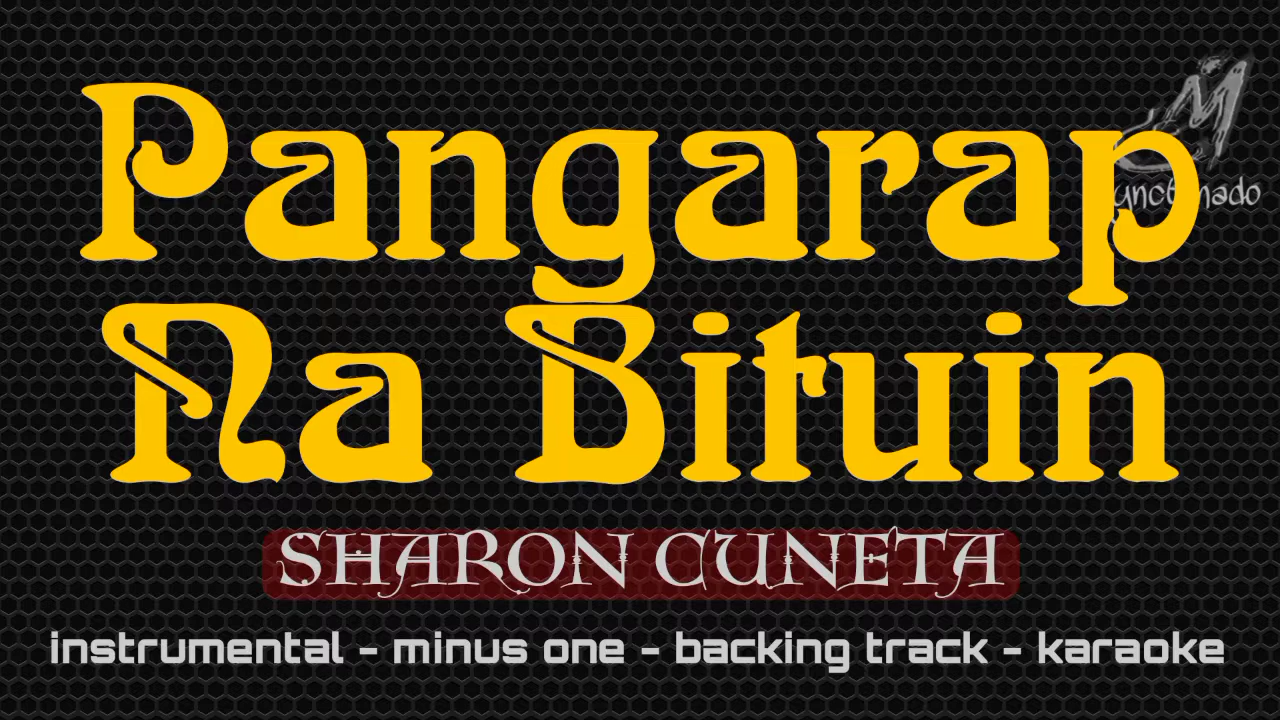 Pangarap
Na Bituin
SHARON CUNETA
instrumental - minus one - backing track - karaoke